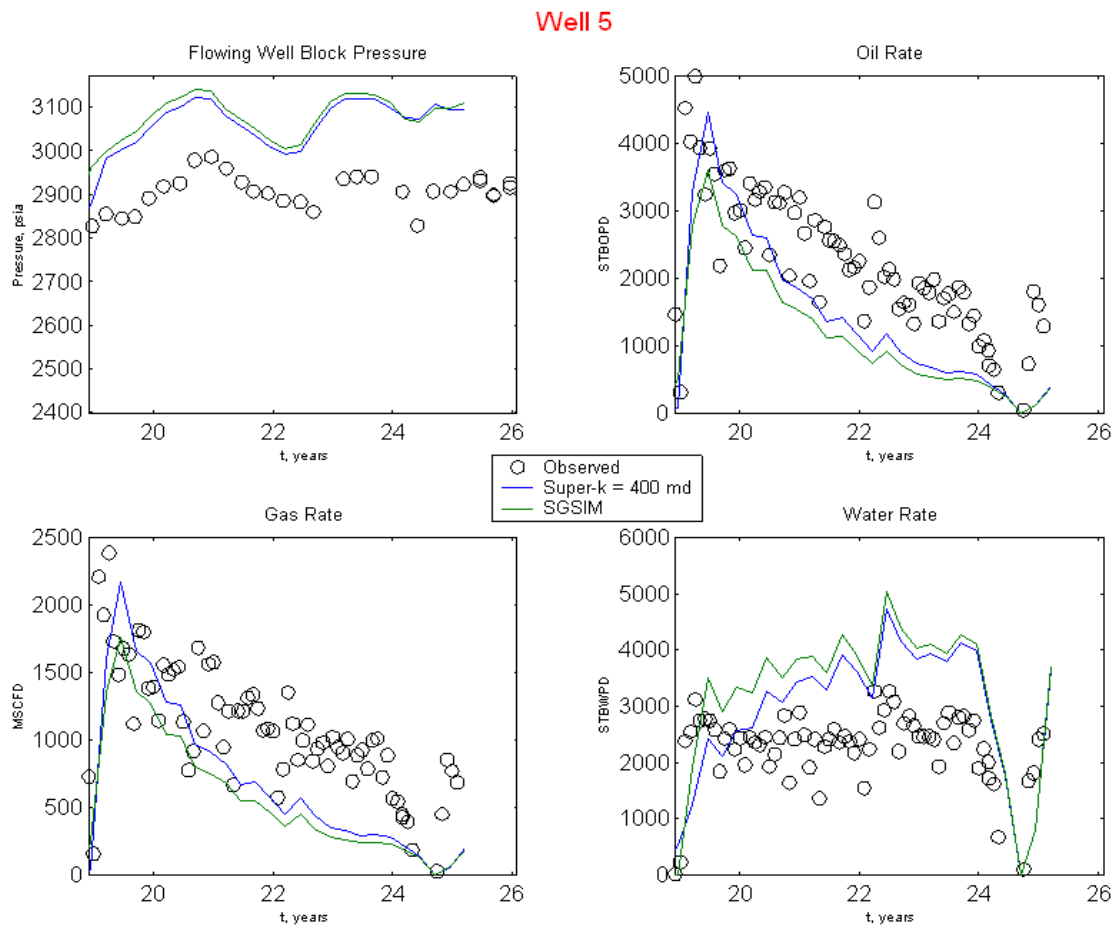 Well 5
Flowing Well Block Pressure
Oil Rate
3100
3000
2900
2800
2700
2600
2500
2400
Pressure, psia
20
22
24
26
t, years
5000
4000
3000
2000
1000
0
STBOPD
20
22
24
26
t, years
Observed
Super-k = 400 md
SGSIM
Gas Rate
Water Rate
2500
2000
1500
1000
500
0
MSCFD
20
22
24
26
t, years
6000
5000
4000
3000
2000
1000
0
STBWPD
20
22
24
26
t, years